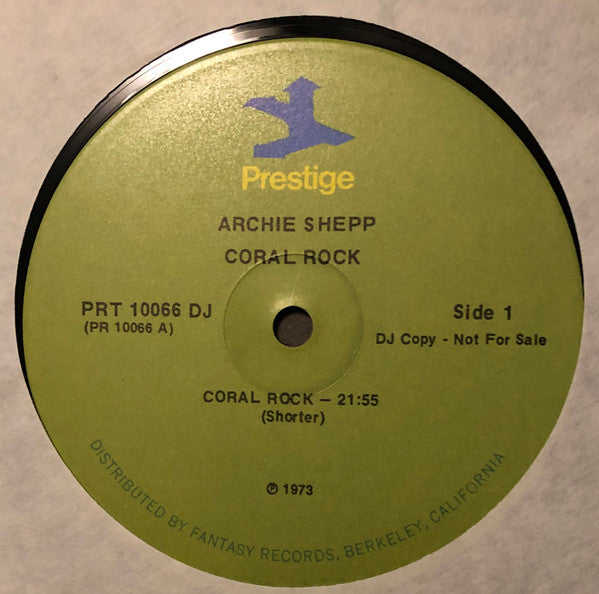 Prestige
ARCHIE SHEPP
CORAL ROCK
PRT 10066 DJ
(PR 10066 A)
Side 1
DJ Copy - Not For Sale
CORAL ROCK – 21:55
(Shorter)
℗ 1973
DISTRIBUTED BY FANTASY RECORDS, BERKELEY, CALIFORNIA